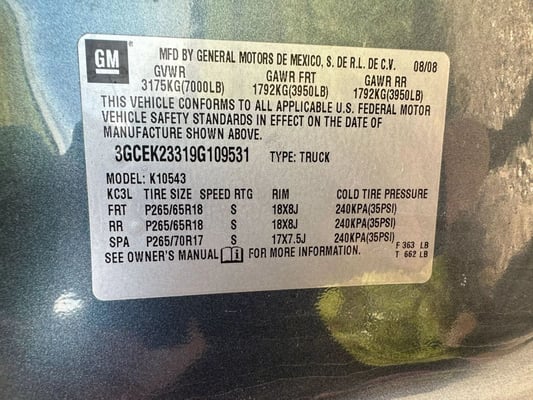 GM
MFD BY GENERAL MOTORS DE MEXICO, S. DE R.L. DE C.V. 08/08
GVWR GAWR FRT GAWR RR
3175KG(7000LB) 1792KG(3950LB) 1792KG(3950LB)
THIS VEHICLE CONFORMS TO ALL APPLICABLE U.S. FEDERAL MOTOR
VEHICLE SAFETY STANDARDS IN EFFECT ON THE DATE OF
MANUFACTURE SHOWN ABOVE.
3GCEK23319G109531 TYPE: TRUCK
MODEL: K10543
KC3L TIRE SIZE SPEED RTG RIM COLD TIRE PRESSURE
FRT P265/65R18 S 18X8J 240KPA(35PSI)
RR P265/65R18 S 18X8J 240KPA(35PSI)
SPA P265/70R17 S 17X7.5J 240KPA(35PSI)
SEE OWNER'S MANUAL i FOR MORE INFORMATION. F 363 LB
T 662 LB